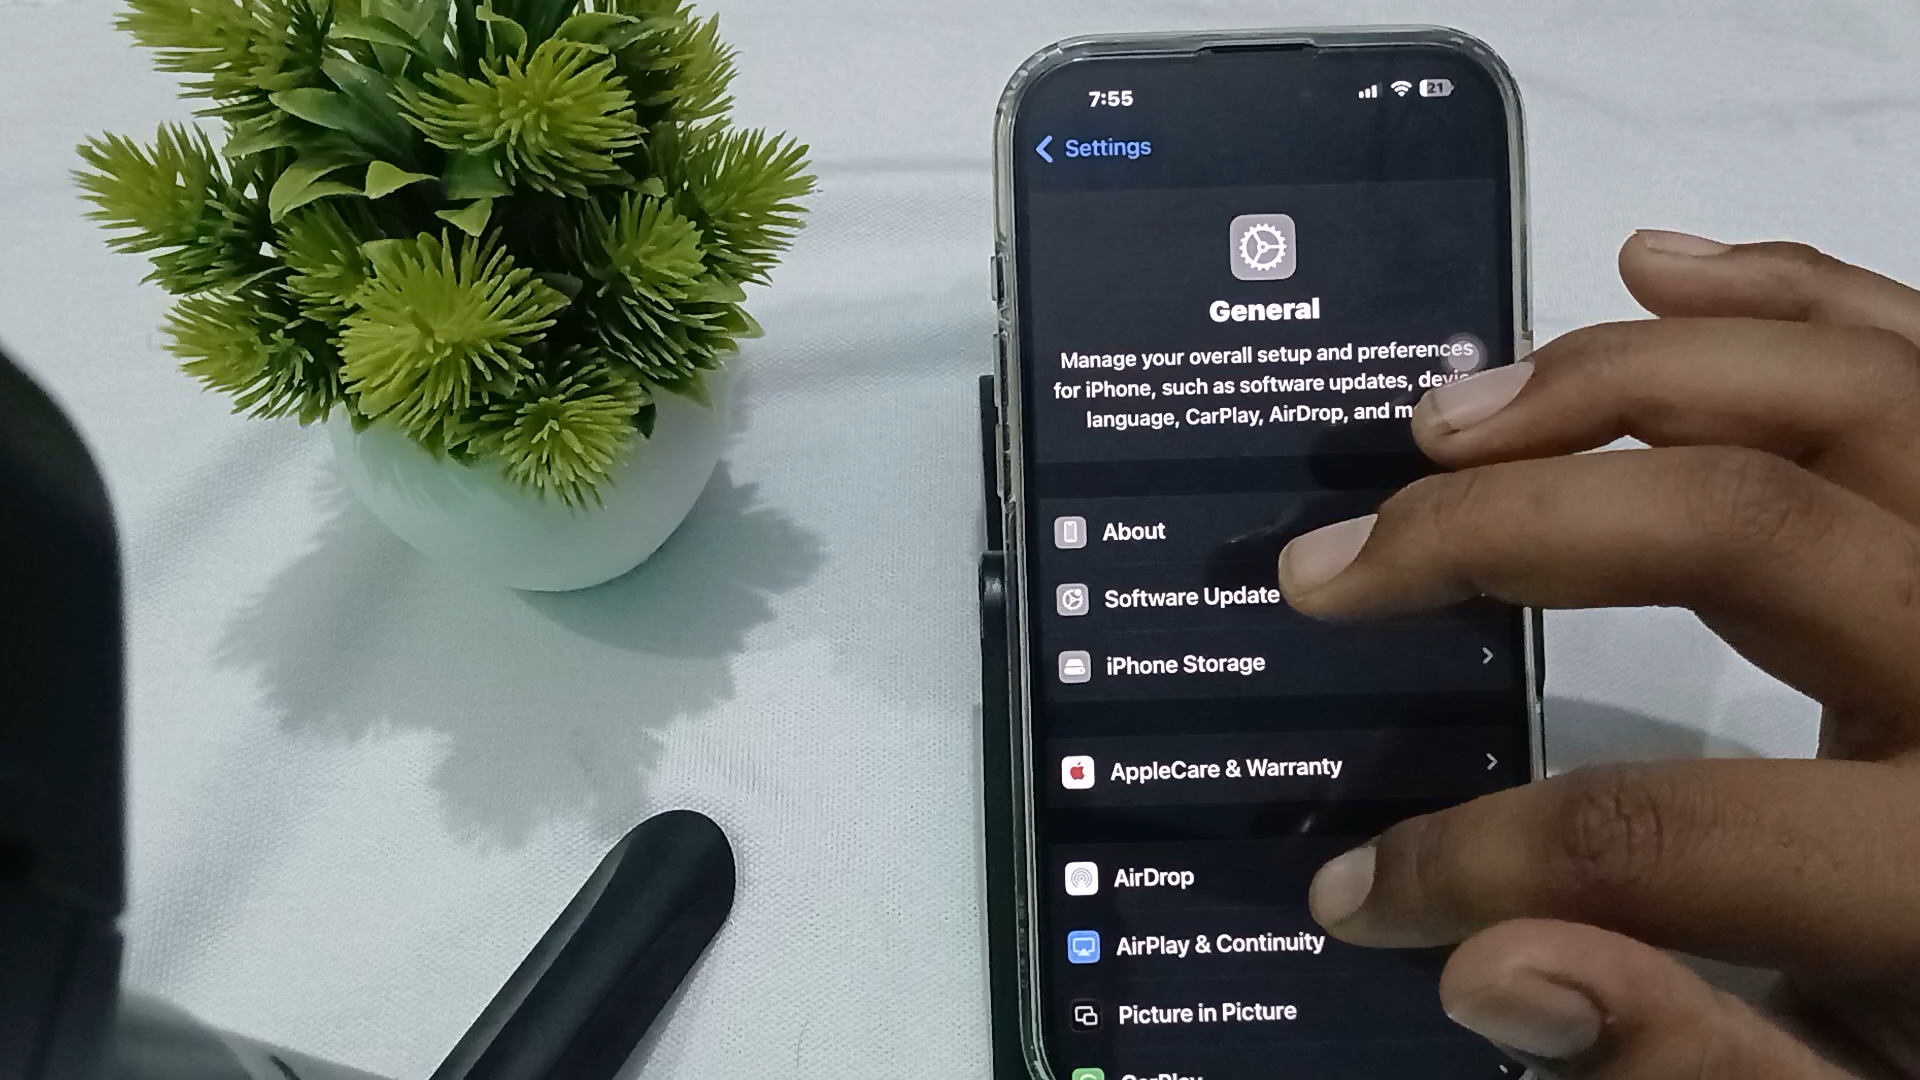 7:55
21
Settings
General
Manage your overall setup and preferences
for iPhone, such as software updates,
language, CarPlay, AirDrop, and
About
Software Update
iPhone Storage
AppleCare & Warranty
AirDrop
AirPlay & Continuity
Picture in Picture
CarPlay